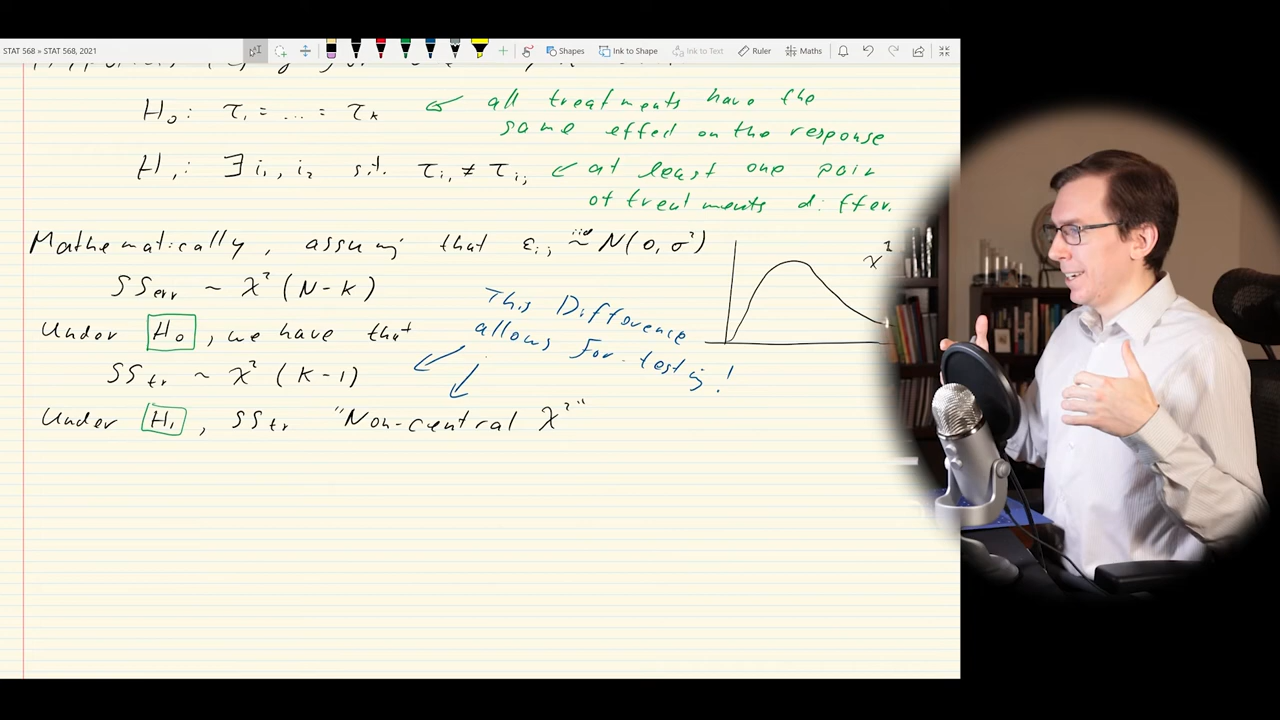 STAT 568 » STAT 568, 2021
Shapes Ink to Shape Ink to Text Ruler Maths
H₀: τ₁ = ... = τₖ ← all treatments have the
same effect on the response
H₁: ∃ i₁, i₂ s.t. τᵢ₁ ≠ τᵢ₂ ← at least one pair
of treatments differ.
Mathematically, assuming that εᵢⱼ ~ⁱⁱᵈ N(0, σ²)
χ²
SSerr ~ χ² (N-k)
This Difference
allows for testing!
Under H₀, we have that
SStr ~ χ² (k-1)
Under H₁, SStr "Non-central χ²"